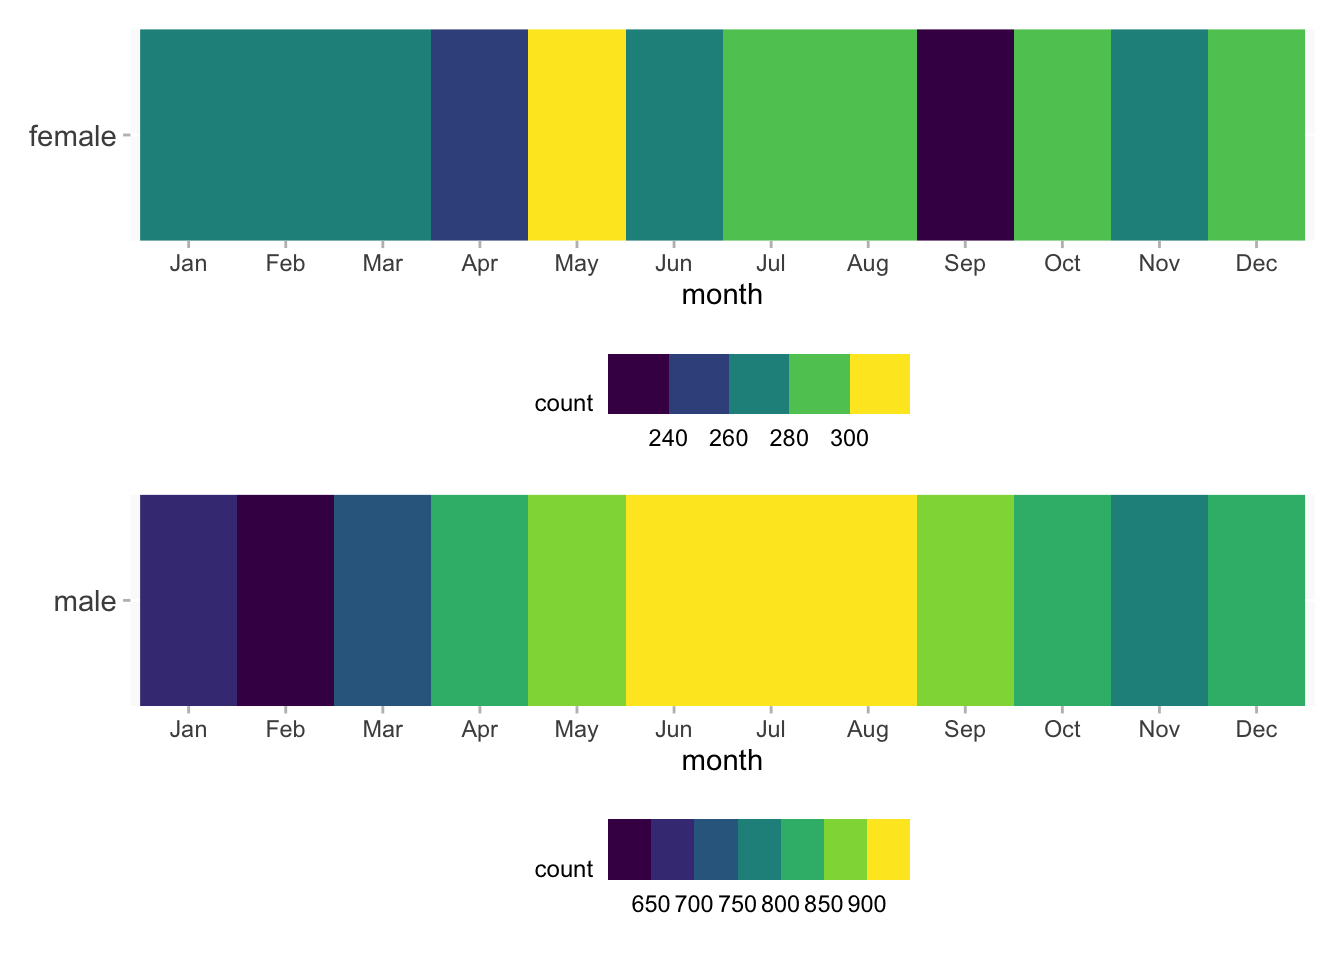 female
Jan Feb Mar Apr May Jun Jul Aug Sep Oct Nov Dec
month
count
240 260 280 300
male
Jan Feb Mar Apr May Jun Jul Aug Sep Oct Nov Dec
month
count
650 700 750 800 850 900